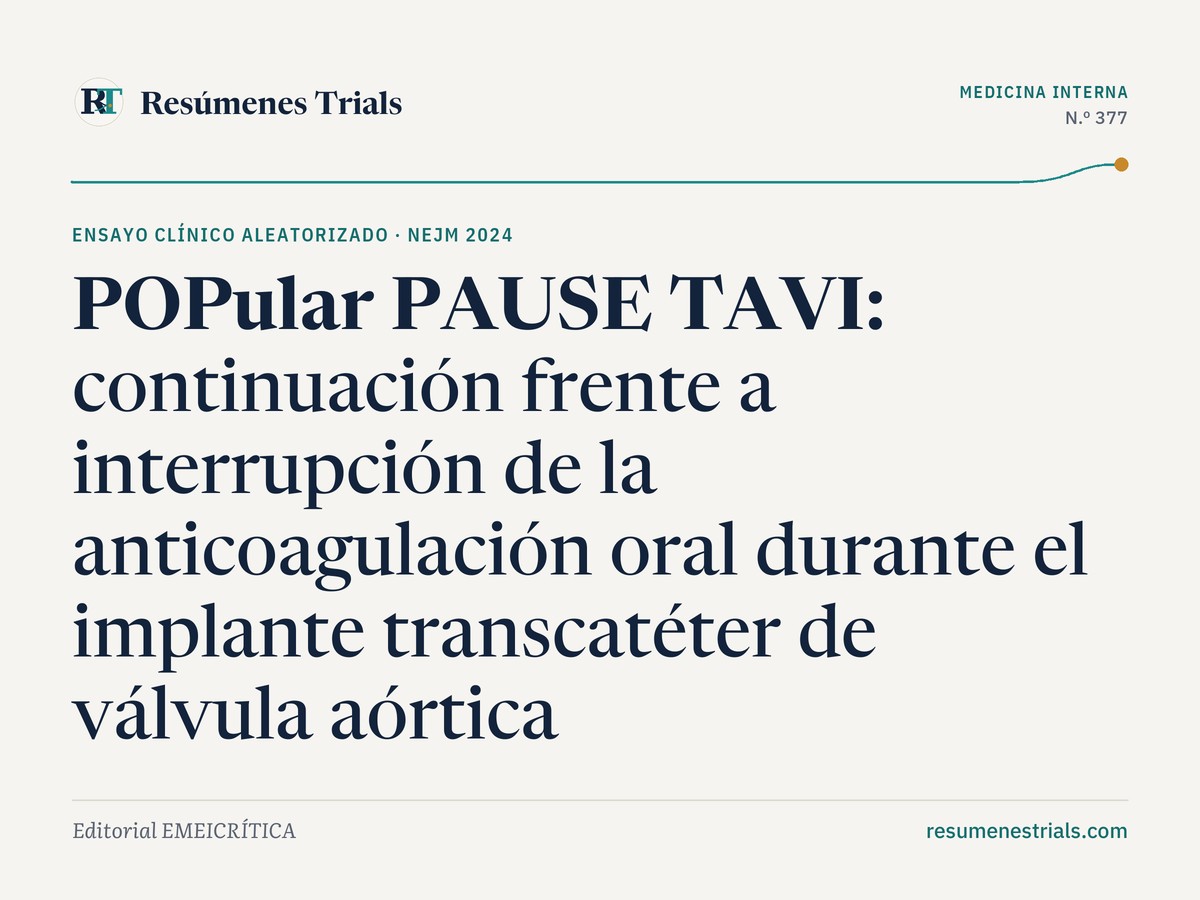 RT Resúmenes Trials
MEDICINA INTERNA
N.º 377
ENSAYO CLÍNICO ALEATORIZADO · NEJM 2024
POPular PAUSE TAVI:
continuación frente a
interrupción de la
anticoagulación oral durante el
implante transcatéter de
válvula aórtica
Editorial EMEICRÍTICA
resumenestrials.com